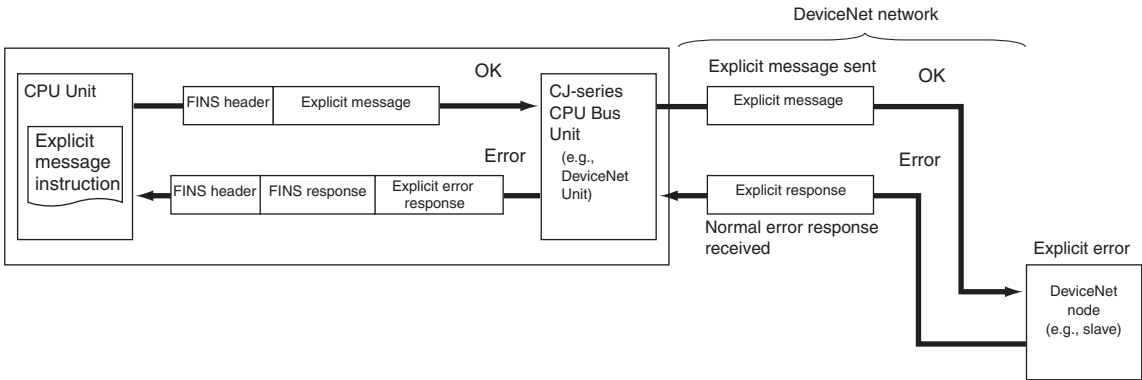 DeviceNet network
OK
Explicit message sent
OK
CPU Unit
FINS header
Explicit message
CJ-series
CPU Bus
Unit
(e.g.,
DeviceNet
Unit)
Explicit message
Explicit
message
instruction
Error
Error
FINS header
FINS response
Explicit error
response
Explicit response
Normal error response
received
Explicit error
DeviceNet
node
(e.g., slave)